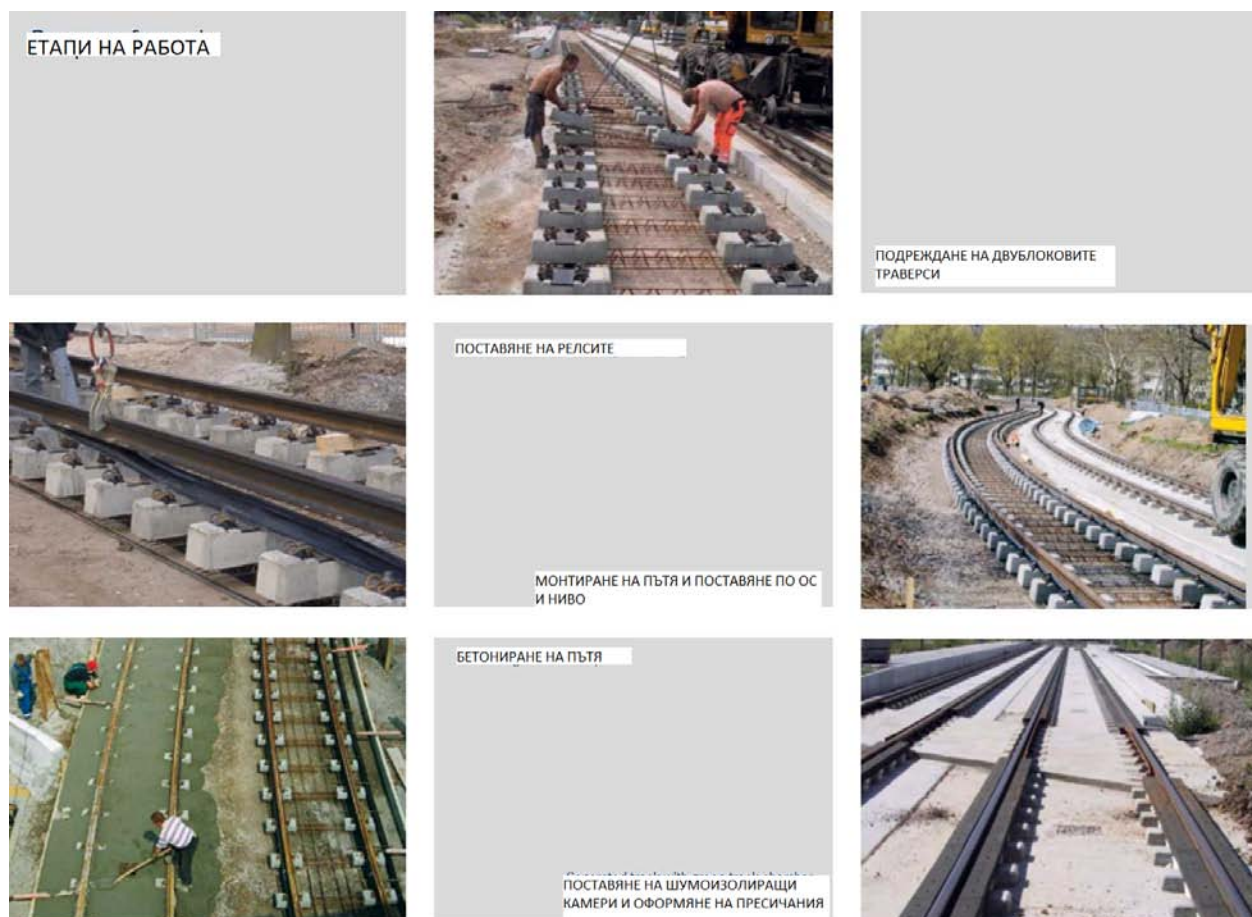 ЕТАПИ НА РАБОТА
ПОДРЕЖДАНЕ НА ДВУБЛОКОВИТЕ
ТРАВЕРСИ
ПОСТАВЯНЕ НА РЕЛСИТЕ
МОНТИРАНЕ НА ПЪТЯ И ПОСТАВЯНЕ ПО ОС
И НИВО
БЕТОНИРАНЕ НА ПЪТЯ
ПОСТАВЯНЕ НА ШУМОИЗОЛИРАЩИ
КАМЕРИ И ОФОРМЯНЕ НА ПРЕСИЧАНИЯ